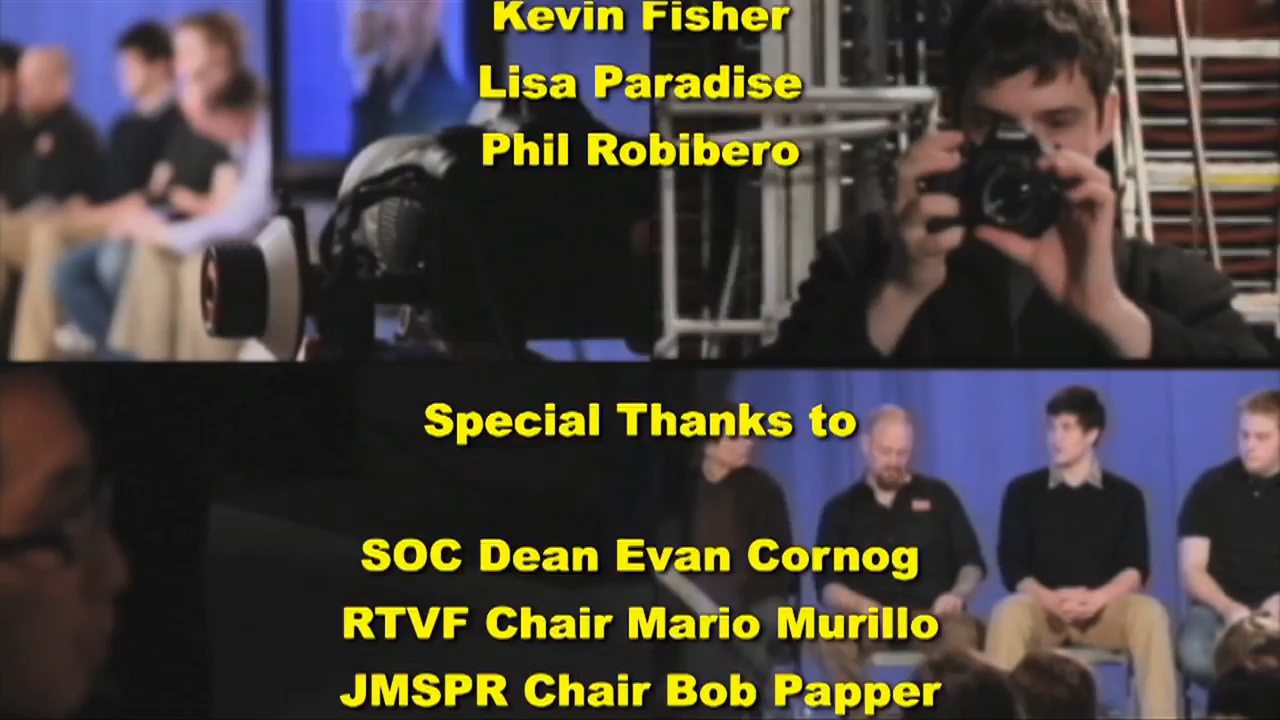 Kevin Fisher
Lisa Paradise
Phil Robibero
Special Thanks to
SOC Dean Evan Cornog
RTVF Chair Mario Murillo
JMSPR Chair Bob Papper